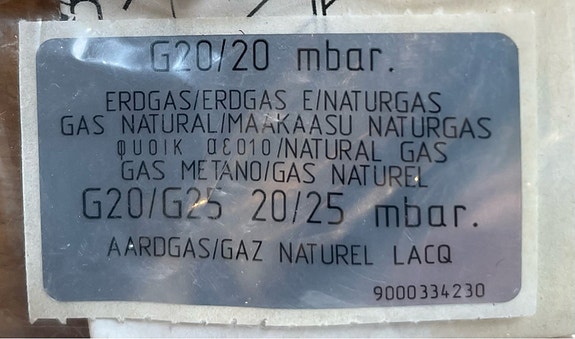 G20/20 mbar.
ERDGAS/ERDGAS E/NATURGAS
GAS NATURAL/MAAKAASU NATURGAS
φυσικ αεσιο/NATURAL GAS
GAS METANO/GAS NATUREL
G20/G25 20/25 mbar.
AARDGAS/GAZ NATUREL LACQ
9000334230